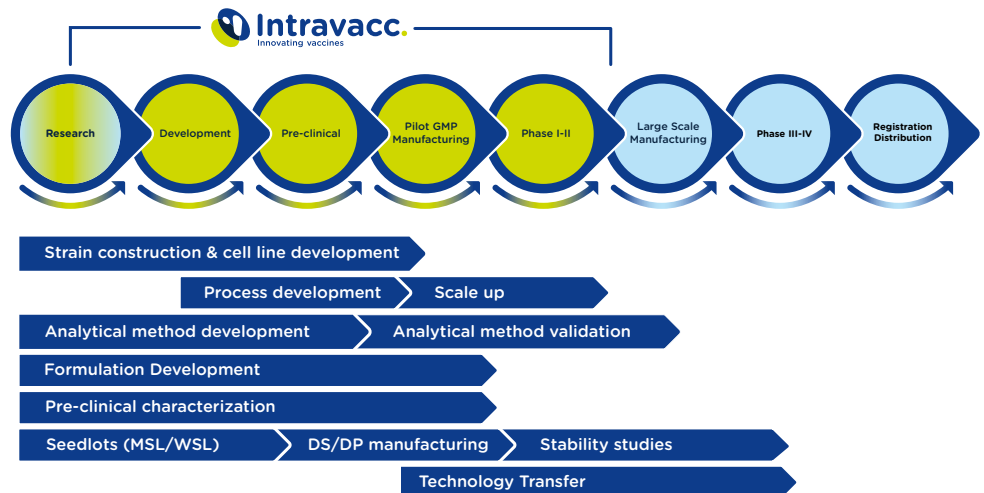 Intravacc.
Innovating vaccines
Research
Development
Pre-clinical
Pilot GMP
Manufacturing
Phase I-II
Large Scale
Manufacturing
Phase III-IV
Registration
Distribution
Strain construction & cell line development
Process development
Scale up
Analytical method development
Analytical method validation
Formulation Development
Pre-clinical characterization
Seedlots (MSL/WSL)
DS/DP manufacturing
Stability studies
Technology Transfer